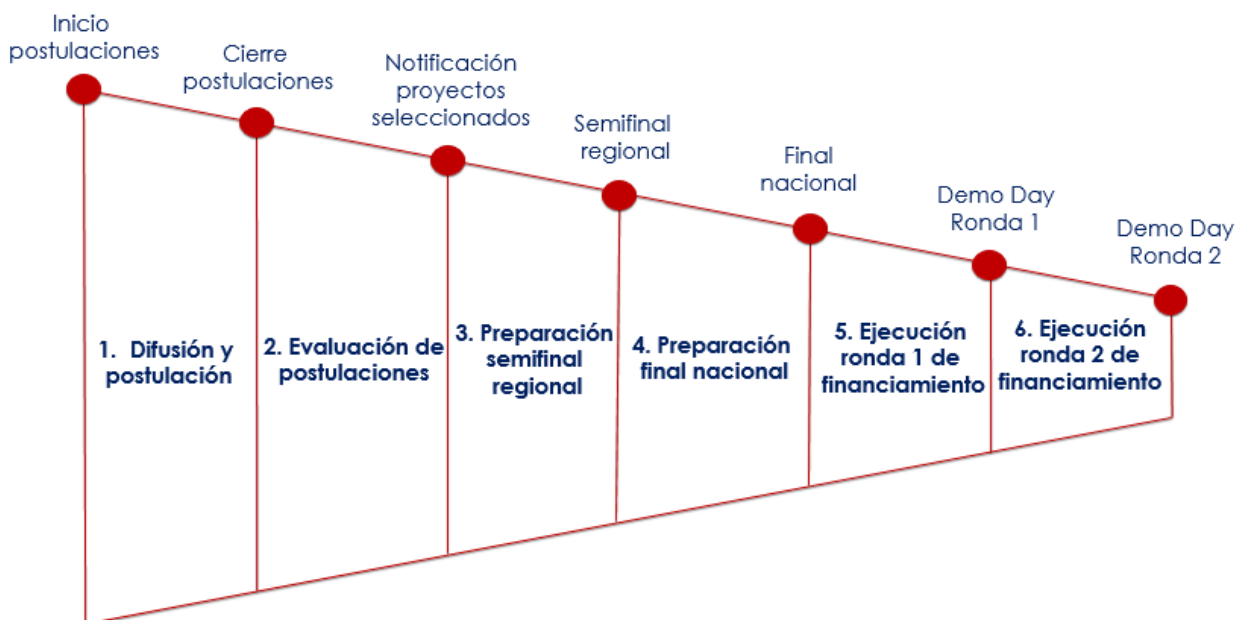 Inicio
postulaciones
Cierre
postulaciones
Notificación
proyectos
seleccionados
Semifinal
regional
Final
nacional
Demo Day
Ronda 1
Demo Day
Ronda 2
1. Difusión y
postulación
2. Evaluación de
postulaciones
3. Preparación
semifinal
regional
4. Preparación
final nacional
5. Ejecución
ronda 1 de
financiamiento
6. Ejecución
ronda 2 de
financiamiento